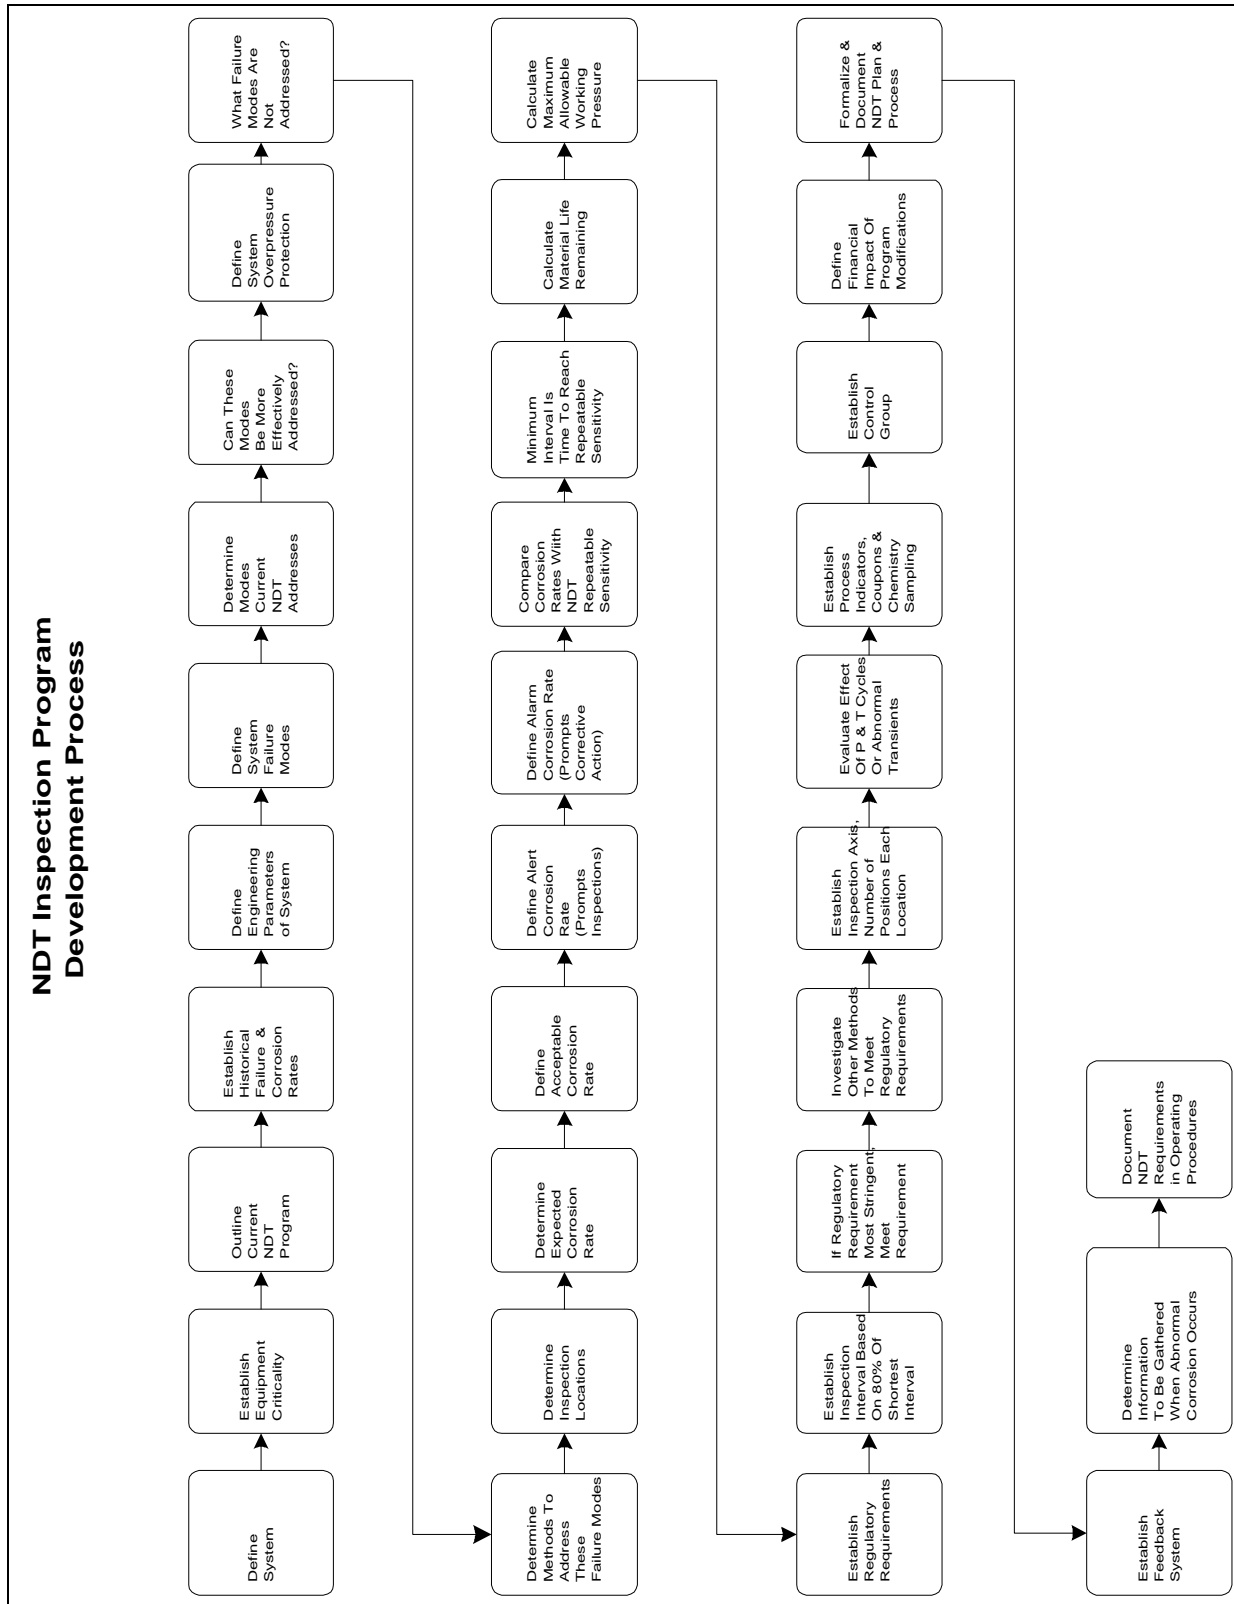 NDT Inspection Program
Development Process
Define
System
Establish
Equipment
Criticality
Outline
Current
NDT
Program
Establish
Historical
Failure &
Corrosion
Rates
Define
Engineering
Parameters
of System
Define
System
Failure
Modes
Determine
Modes
Current
NDT
Addresses
Can These
Modes
Be More
Effectively
Addressed?
Define
System
Overpressure
Protection
What Failure
Modes Are
Not
Addressed?
Determine
Methods To
Address
These
Failure Modes
Determine
Inspection
Locations
Determine
Expected
Corrosion
Rate
Define
Acceptable
Corrosion
Rate
Define Alert
Corrosion
Rate
(Prompts
Inspections)
Define Alarm
Corrosion Rate
(Prompts
Corrective
Action)
Compare
Corrosion
Rates Wiith
NDT
Repeatable
Sensitivity
Minimum
Interval Is
Time To Reach
Repeatable
Sensitivity
Calculate
Material Life
Remaining
Calculate
Maximum
Allowable
Working
Pressure
Establish
Regulatory
Requirements
Establish
Inspection
Interval Based
On 80% Of
Shortest
Interval
If Regulatory
Requirement
Most Stringent,
Meet
Requirement
Investigate
Other Methods
To Meet
Regulatory
Requirements
Establish
Inspection Axis,
Number of
Positions Each
Location
Evaluate Effect
Of P & T Cycles
Or Abnormal
Transients
Establish
Process
Indicators,
Coupons &
Chemistry
Sampling
Establish
Control
Group
Define
Financial
Impact Of
Program
Modifications
Formalize &
Document
NDT Plan &
Process
Establish
Feedback
System
Determine
Information
To Be Gathered
When Abnormal
Corrosion Occurs
Document
NDT
Requirements
in Operating
Procedures